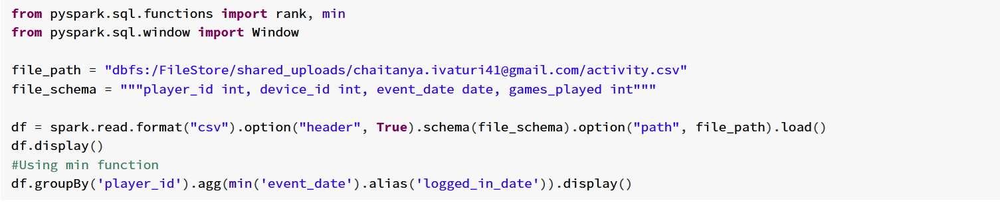 from pyspark.sql.functions import rank, min
from pyspark.sql.window import Window
file_path = "dbfs:/FileStore/shared_uploads/chaitanya.ivaturi41@gmail.com/activity.csv"
file_schema = """player_id int, device_id int, event_date date, games_played int"""
df = spark.read.format("csv").option("header", True).schema(file_schema).option("path", file_path).load()
df.display()
#Using min function
df.groupBy('player_id').agg(min('event_date').alias('logged_in_date')).display()